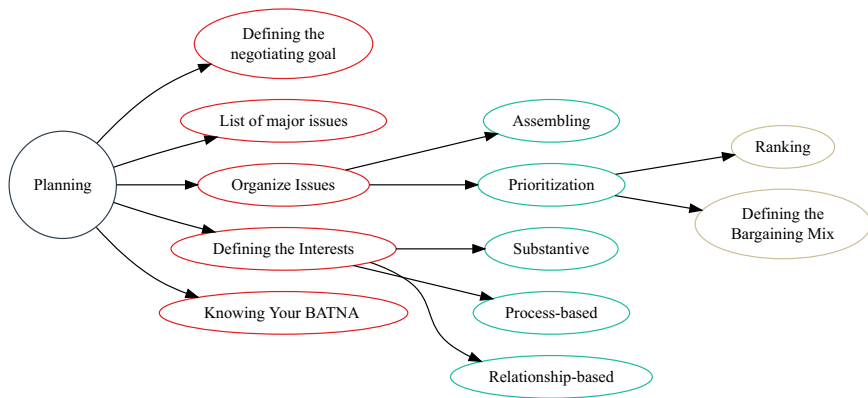 Planning
Defining the
negotiating goal
List of major issues
Organize Issues
Defining the Interests
Knowing Your BATNA
Assembling
Prioritization
Substantive
Process-based
Relationship-based
Ranking
Defining the
Bargaining Mix